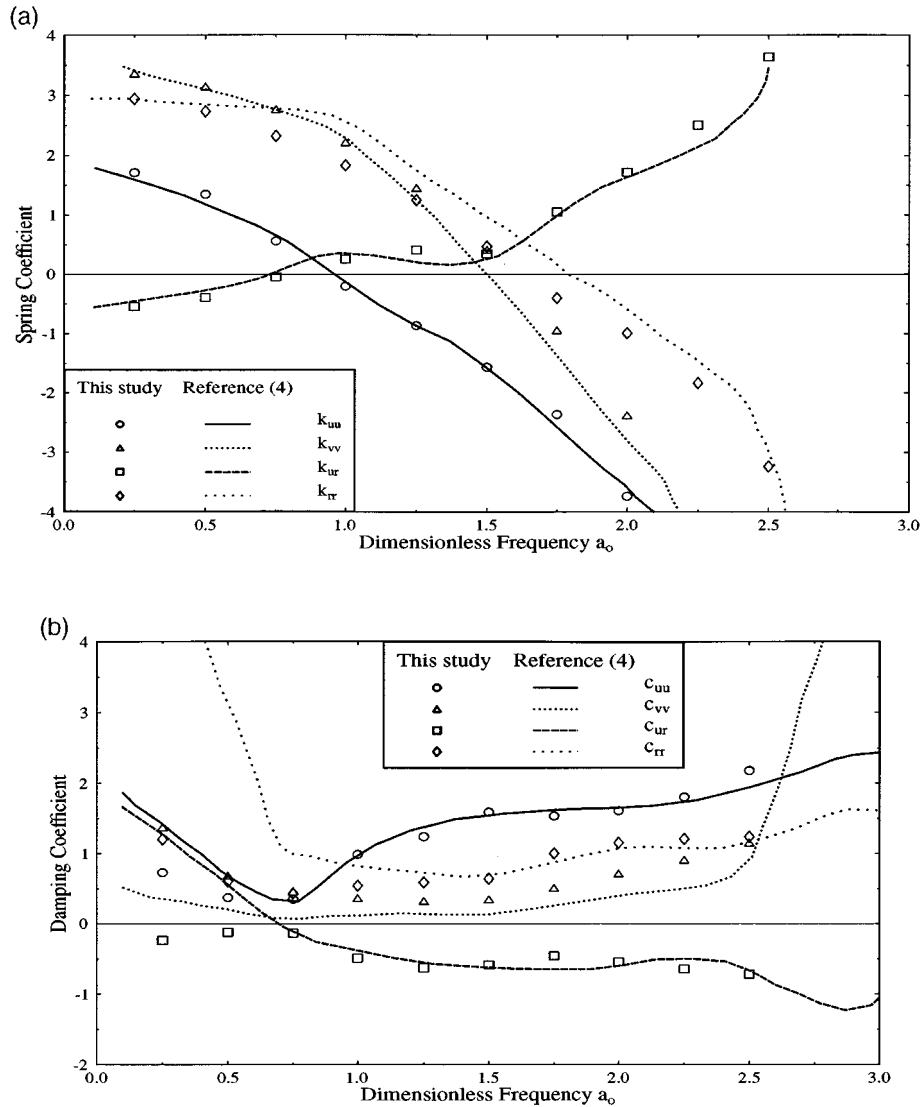 (a)
4
3
2
1
0
-1
-2
-3
-4
Spring Coefficient
This study Reference (4)
k_uu
k_vv
k_ur
k_rr
0.0 0.5 1.0 1.5 2.0 2.5 3.0
Dimensionless Frequency a_o
(b)
4
3
2
1
0
-1
-2
Damping Coefficient
This study Reference (4)
c_uu
c_vv
c_ur
c_rr
0.0 0.5 1.0 1.5 2.0 2.5 3.0
Dimensionless Frequency a_o